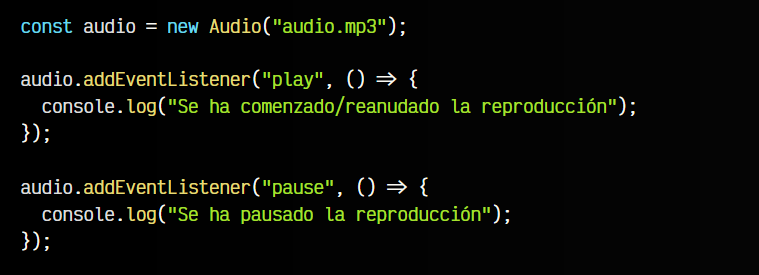 const audio = new Audio("audio.mp3");
audio.addEventListener("play", () => {
  console.log("Se ha comenzado/reanudado la reproducción");
});
audio.addEventListener("pause", () => {
  console.log("Se ha pausado la reproducción");
});